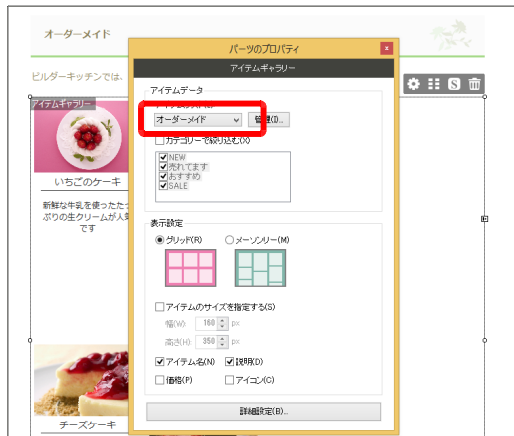 オーダーメイド
パーツのプロパティ
アイテムギャラリー
ビルダーキッチンでは、
アイテムデータ
アイテムギャラリー
オーダーメイド
管理(D...
カテゴリーで絞り込む(X)
NEW
売れてます
おすすめ
SALE
いちごのケーキ
新鮮な牛乳を使ったたっ
ぷりの生クリームが人気
です
表示設定
グリッド(R)
メーソンリー(M)
アイテムのサイズを指定する(S)
幅(W): 160 px
高さ(H): 350 px
アイテム名(N)
説明(D)
価格(P)
アイコン(C)
詳細設定(B)...
チーズケーキ